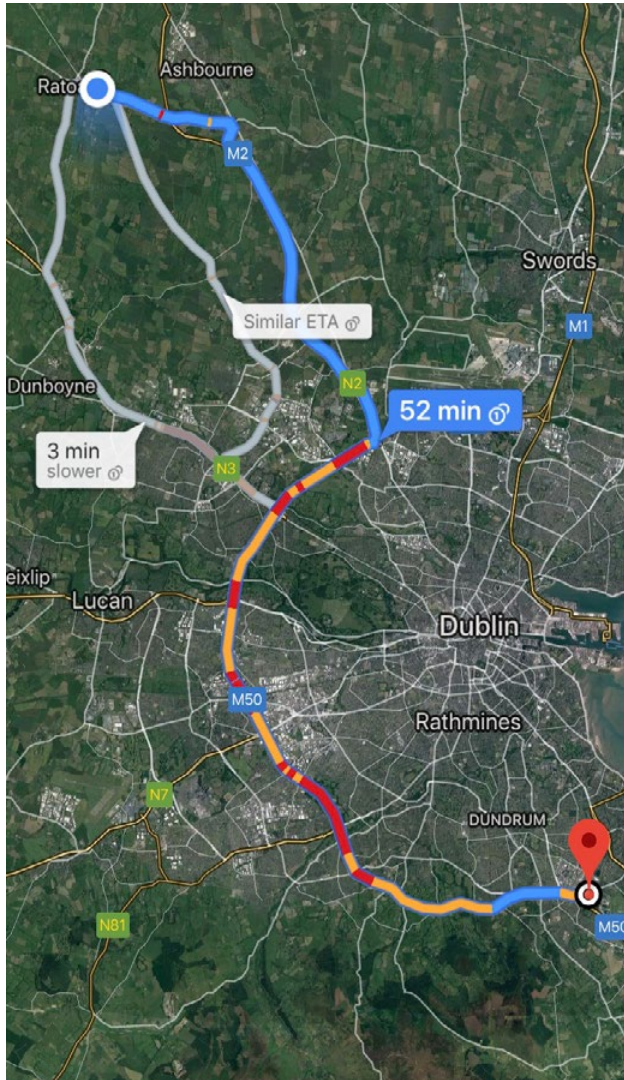 Ashbourne
Rato
M2
Swords
Similar ETA
M1
Dunboyne
N2
52 min
3 min
slower
N3
eixlip
Lucan
Dublin
M50
Rathmines
N7
DUNDRUM
N81
M50